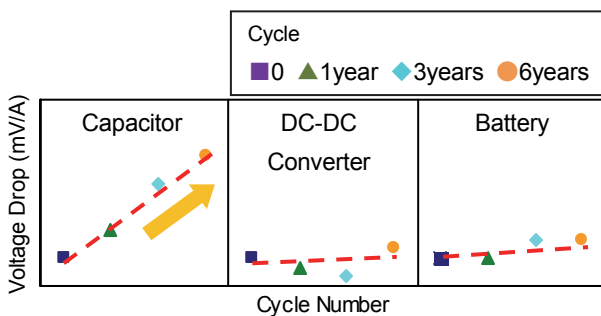 Cycle
0 1year 3years 6years
Voltage Drop (mV/A)
Capacitor
DC-DC
Converter
Battery
Cycle Number